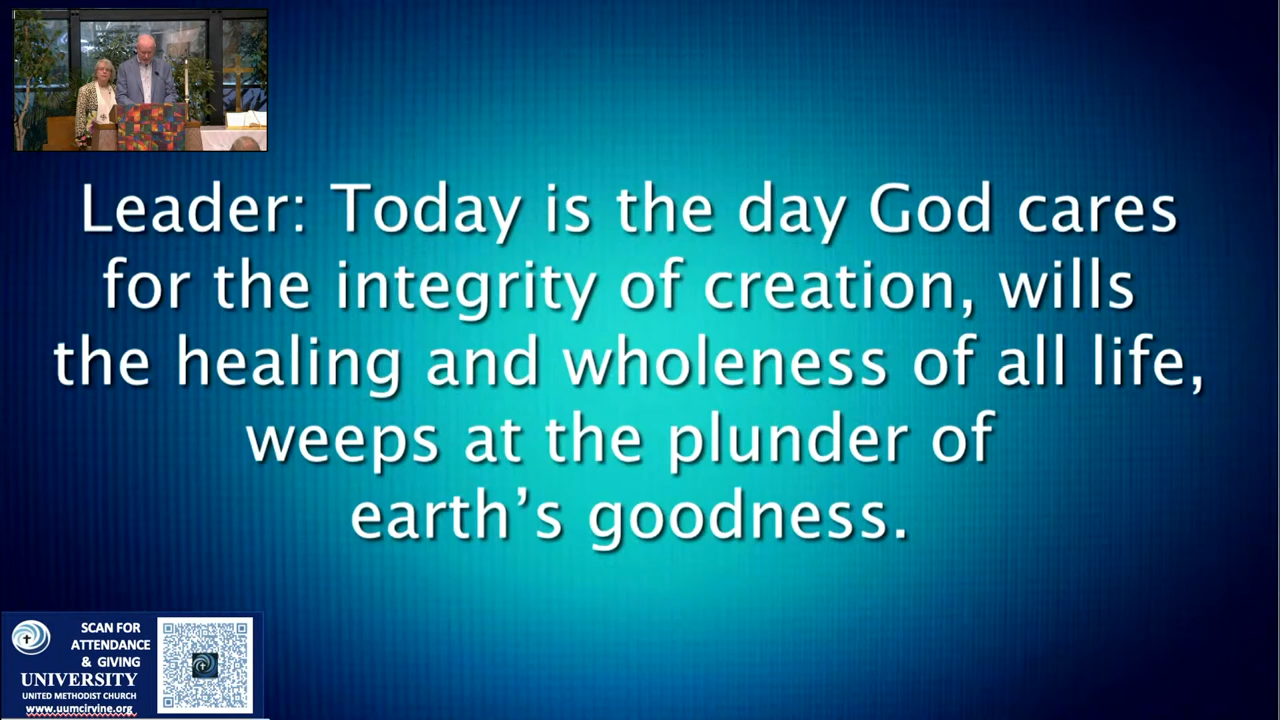 Leader: Today is the day God cares
for the integrity of creation, wills
the healing and wholeness of all life,
weeps at the plunder of
earth’s goodness.
SCAN FOR
ATTENDANCE
& GIVING
UNIVERSITY
UNITED METHODIST CHURCH
www.uumcirvine.org